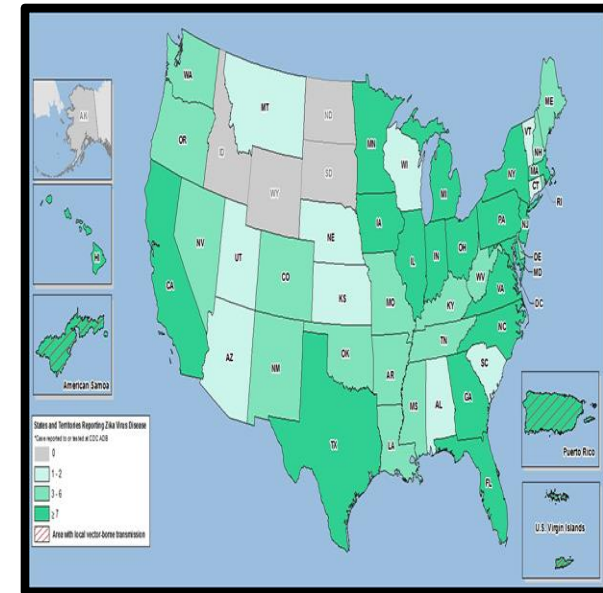 WA
MT
ND
ME
AK
OR
ID
MN
VT
NH
SD
WI
NY
MA
WY
MI
CT
RI
IA
PA
NE
NJ
NV
OH
IL
IN
DE
HI
UT
CO
MD
CA
WV
VA
KS
MO
KY
DC
NC
TN
AZ
OK
NM
AR
SC
American Samoa
MS
AL
GA
TX
LA
Puerto Rico
FL
U.S. Virgin Islands
States and Territories Reporting Zika Virus Disease
*Cases reported to or tested at CDC ADB
0
1 - 2
3 - 6
≥ 7
Area with local vector-borne transmission